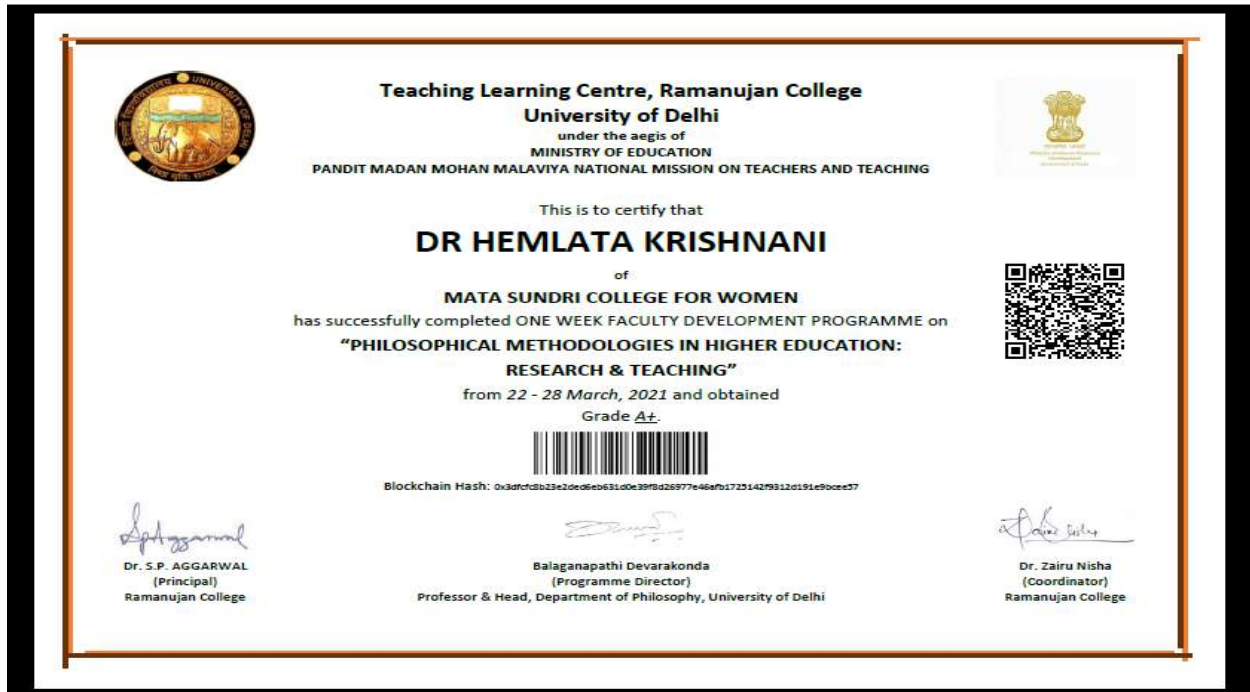 Teaching Learning Centre, Ramanujan College
University of Delhi
under the aegis of
MINISTRY OF EDUCATION
PANDIT MADAN MOHAN MALAVIYA NATIONAL MISSION ON TEACHERS AND TEACHING
This is to certify that
DR HEMLATA KRISHNANI
of
MATA SUNDRI COLLEGE FOR WOMEN
has successfully completed ONE WEEK FACULTY DEVELOPMENT PROGRAMME on
“PHILOSOPHICAL METHODOLOGIES IN HIGHER EDUCATION:
RESEARCH & TEACHING”
from 22 - 28 March, 2021 and obtained
Grade A+.
Blockchain Hash:
Dr. S.P. AGGARWAL
(Principal)
Ramanujan College
Balaganapathi Devarakonda
(Programme Director)
Professor & Head, Department of Philosophy, University of Delhi
Dr. Zairu Nisha
(Coordinator)
Ramanujan College